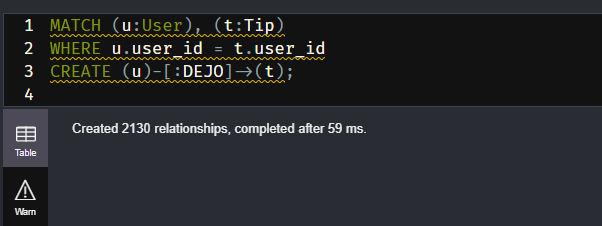 1 MATCH (u:User), (t:Tip)
2 WHERE u.user_id = t.user_id
3 CREATE (u)-[:DEJO]->(t);
4
Created 2130 relationships, completed after 59 ms.
Table
Warn